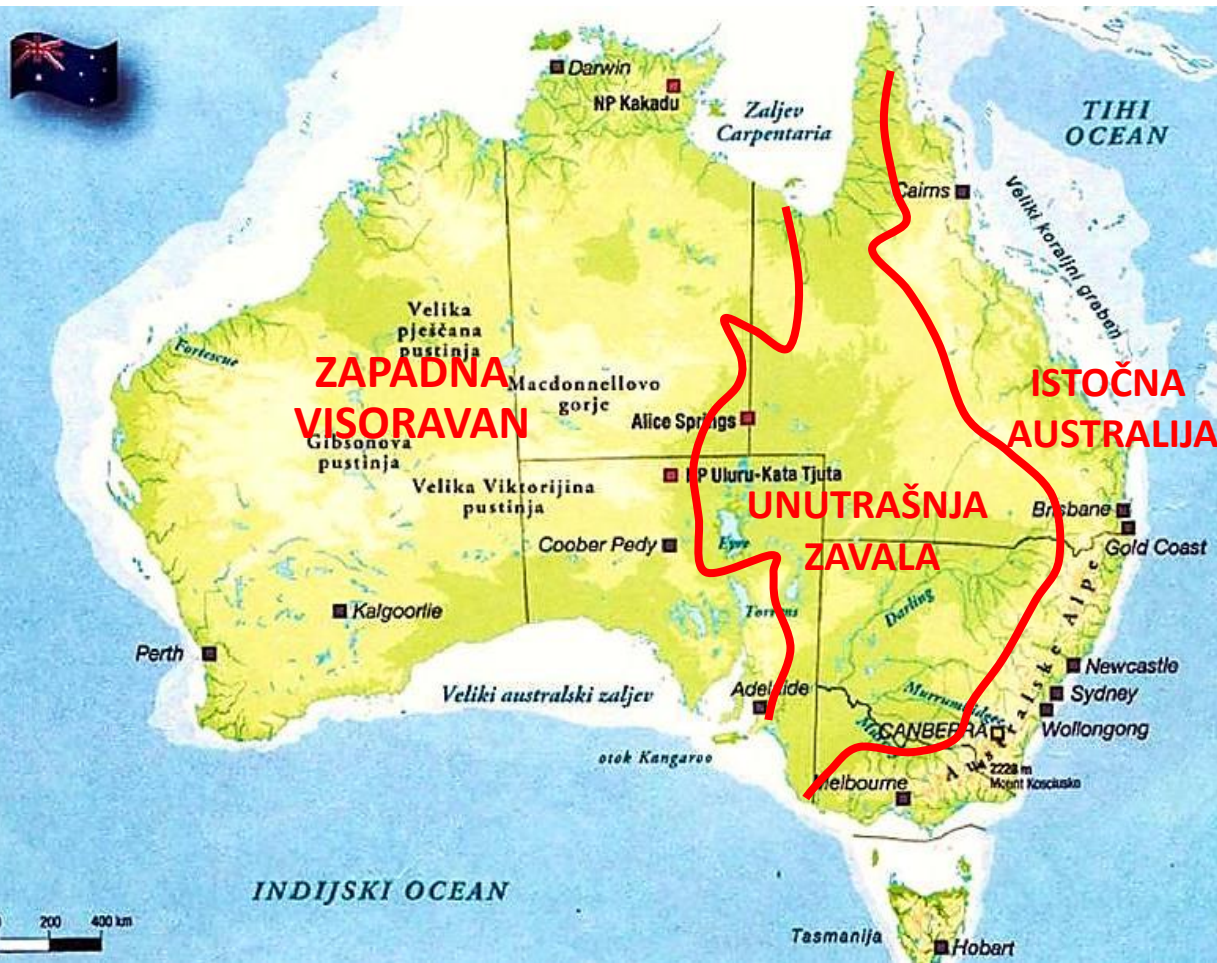 Darwin
NP Kakadu
Zaljev
Carpentaria
TIHI
OCEAN
Cairns
Veliki koraljni greben
Velika
pješčana
pustinja
Fortescue
ZAPADNA
VISORAVAN
Macdonnellovo
gorje
Alice Springs
ISTOČNA
AUSTRALIJA
Gibsonova
pustinja
Velika Viktorijina
pustinja
NP Uluru-Kata Tjuta
UNUTRAŠNJA
ZAVALA
Brisbane
Gold Coast
Coober Pedy
Eyre
Kalgoorlie
Torrens
Darling
Australske Alpe
Perth
Newcastle
Sydney
Wollongong
Veliki australski zaljev
Adelaide
Murrumbidgee
CANBERRA
otok Kangaroo
2228 m
Mount Kosciusko
Melbourne
INDIJSKI OCEAN
200 400 km
Tasmanija
Hobart